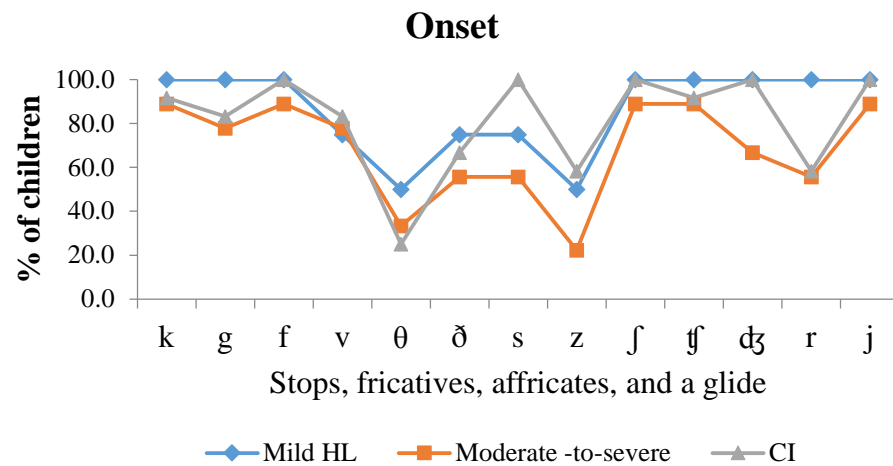 Onset
100.0
80.0
60.0
40.0
20.0
0.0
% of children
k g f v θ ð s z ʃ ʧ ʤ r j
Stops, fricatives, affricates, and a glide
Mild HL Moderate -to-severe CI